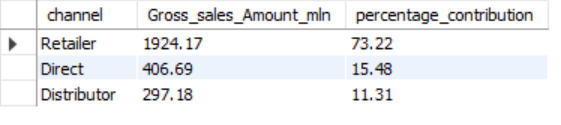 channel Gross_sales_Amount_mln percentage_contribution
Retailer 1924.17 73.22
Direct 406.69 15.48
Distributor 297.18 11.31